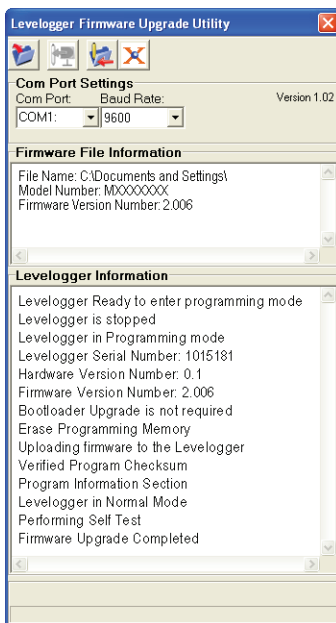 Levelogger Firmware Upgrade Utility
Com Port Settings
Com Port: Baud Rate: Version 1.02
COM1: 9600
Firmware File Information
File Name: C:\Documents and Settings\
Model Number: MXXXXXXX
Firmware Version Number: 2.006
Levelogger Information
Levelogger Ready to enter programming mode
Levelogger is stopped
Levelogger in Programming mode
Levelogger Serial Number: 1015181
Hardware Version Number: 0.1
Firmware Version Number: 2.006
Bootloader Upgrade is not required
Erase Programming Memory
Uploading firmware to the Levelogger
Verified Program Checksum
Program Information Section
Levelogger in Normal Mode
Performing Self Test
Firmware Upgrade Completed